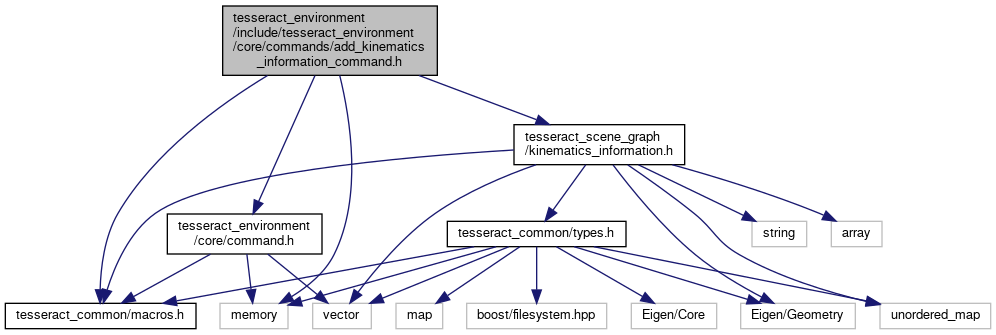 tesseract_environment
/include/tesseract_environment
/core/commands/add_kinematics
_information_command.h
tesseract_scene_graph
/kinematics_information.h
tesseract_environment
/core/command.h
tesseract_common/types.h
string
array
tesseract_common/macros.h
memory
vector
map
boost/filesystem.hpp
Eigen/Core
Eigen/Geometry
unordered_map